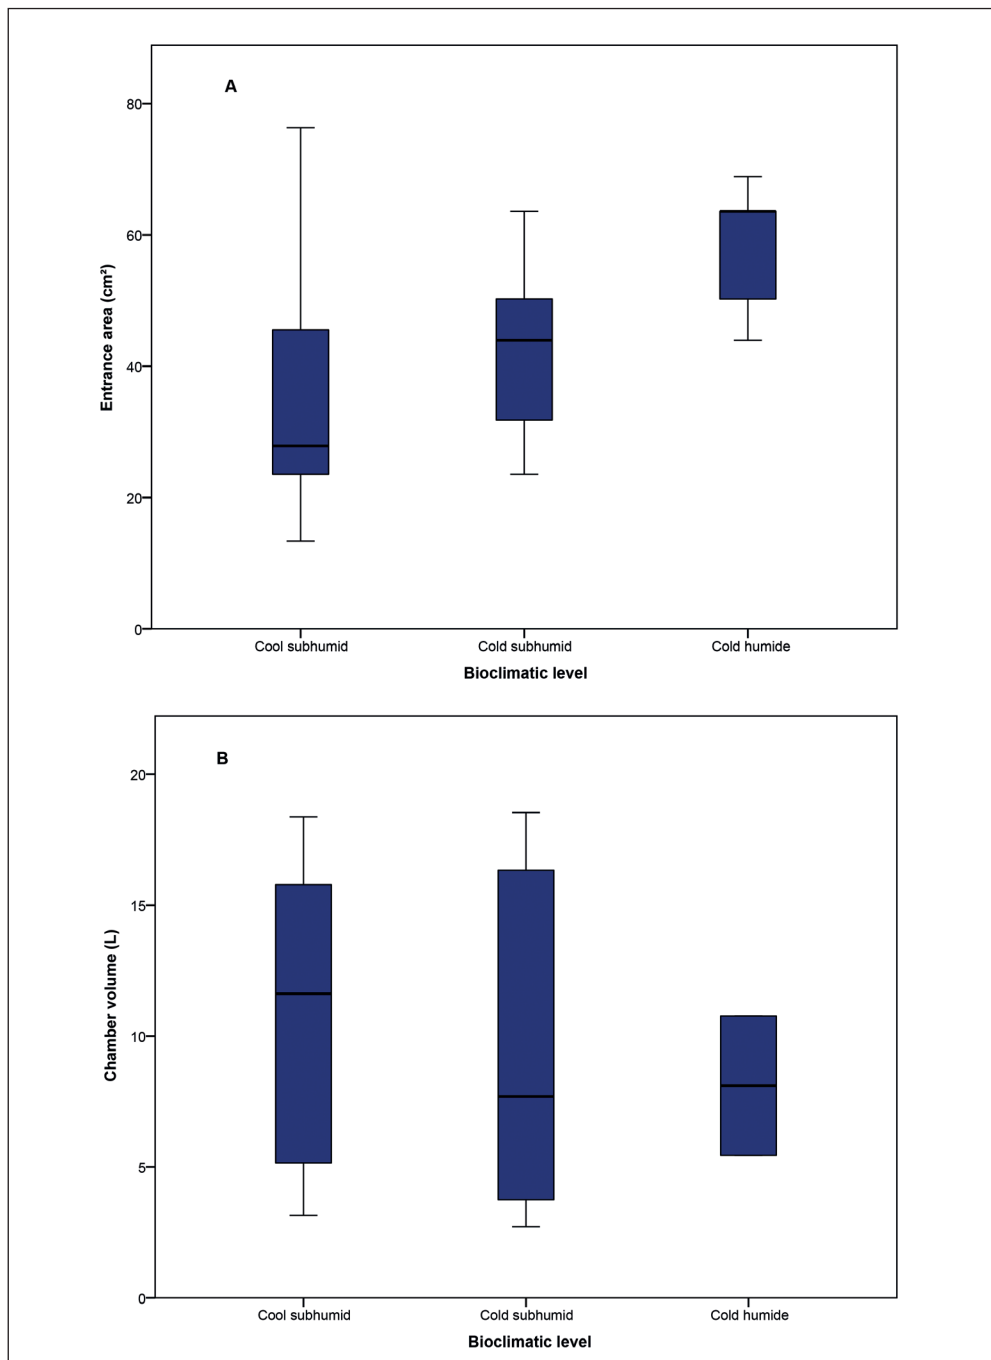 A
80
60
40
20
0
Entrance area (cm²)
Cool subhumid Cold subhumid Cold humide
Bioclimatic level
B
20
15
10
5
0
Chamber volume (L)
Cool subhumid Cold subhumid Cold humide
Bioclimatic level